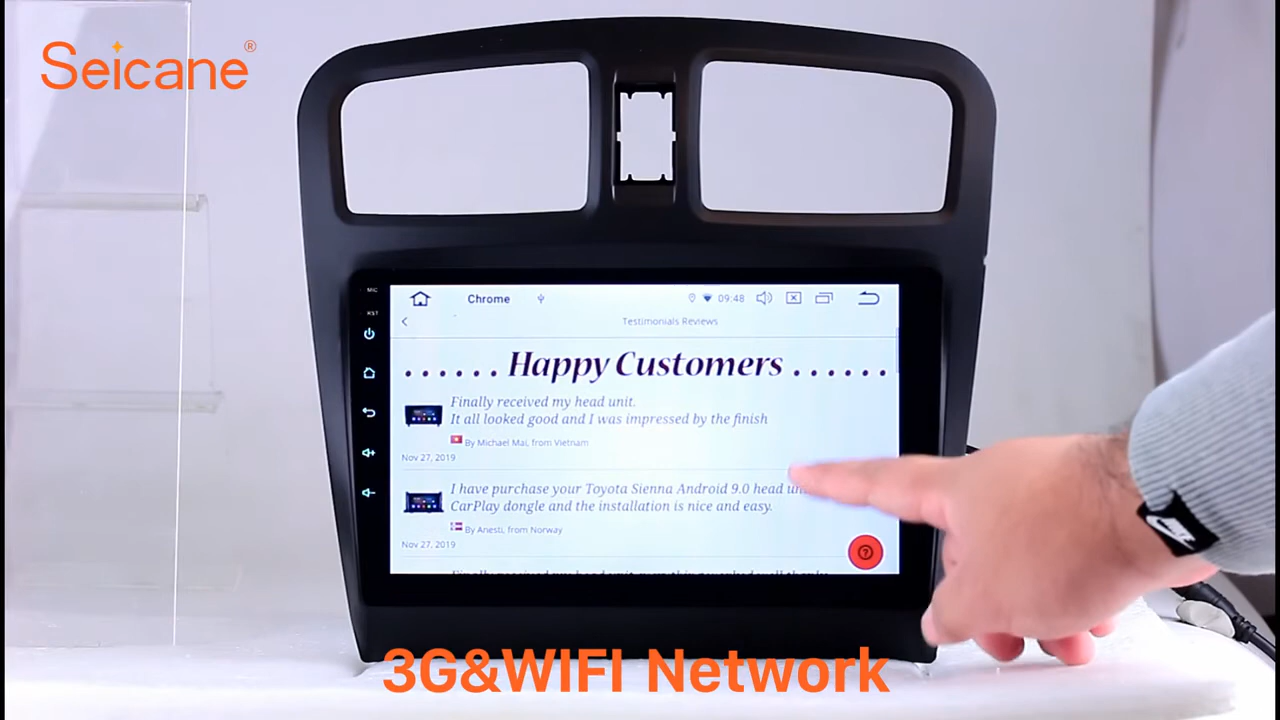 Seicane®
MIC
RST
Chrome
09:48
Testimonials Reviews
. . . . . . Happy Customers . . . . . .
Finally received my head unit.
It all looked good and I was impressed by the finish
By Michael Mai, from Vietnam
Nov 27, 2019
I have purchase your Toyota Sienna Android 9.0 head
CarPlay dongle and the installation is nice and easy.
By Anesti, from Norway
Nov 27, 2019
3G&WIFI Network